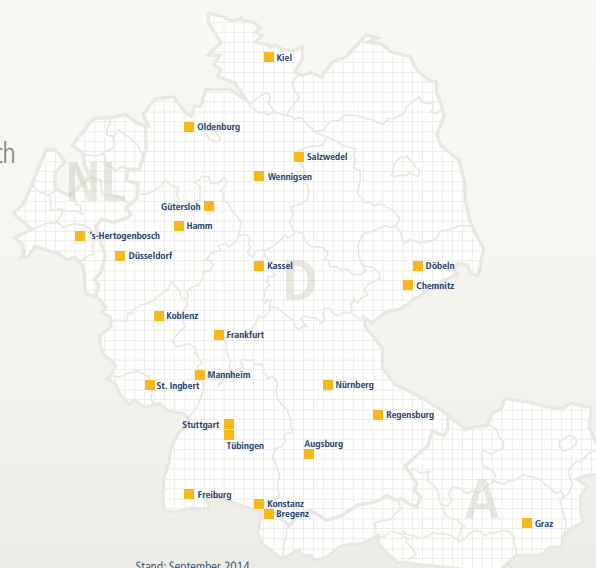 Kiel
Oldenburg
ch
Salzwedel
NL
Wennigsen
Gütersloh
Hamm
's-Hertogenbosch
Düsseldorf
Kassel
Döbeln
D
Chemnitz
Koblenz
Frankfurt
Mannheim
St. Ingbert
Nürnberg
Regensburg
Stuttgart
Tübingen
Augsburg
Freiburg
A
Konstanz
Bregenz
Graz
Stand: September 2014